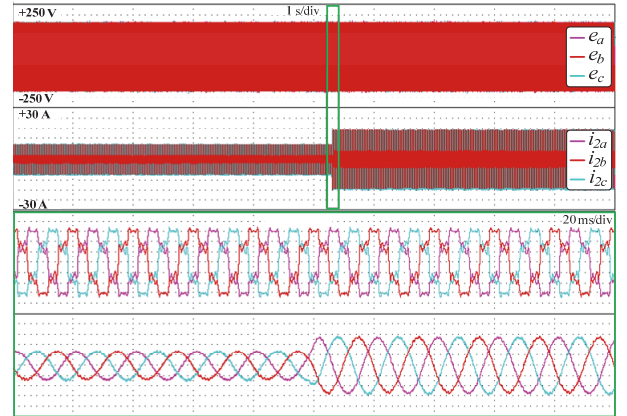 +250 V
1 s/div
e_a
e_b
e_c
-250 V
+30 A
i_2a
i_2b
i_2c
-30 A
20 ms/div